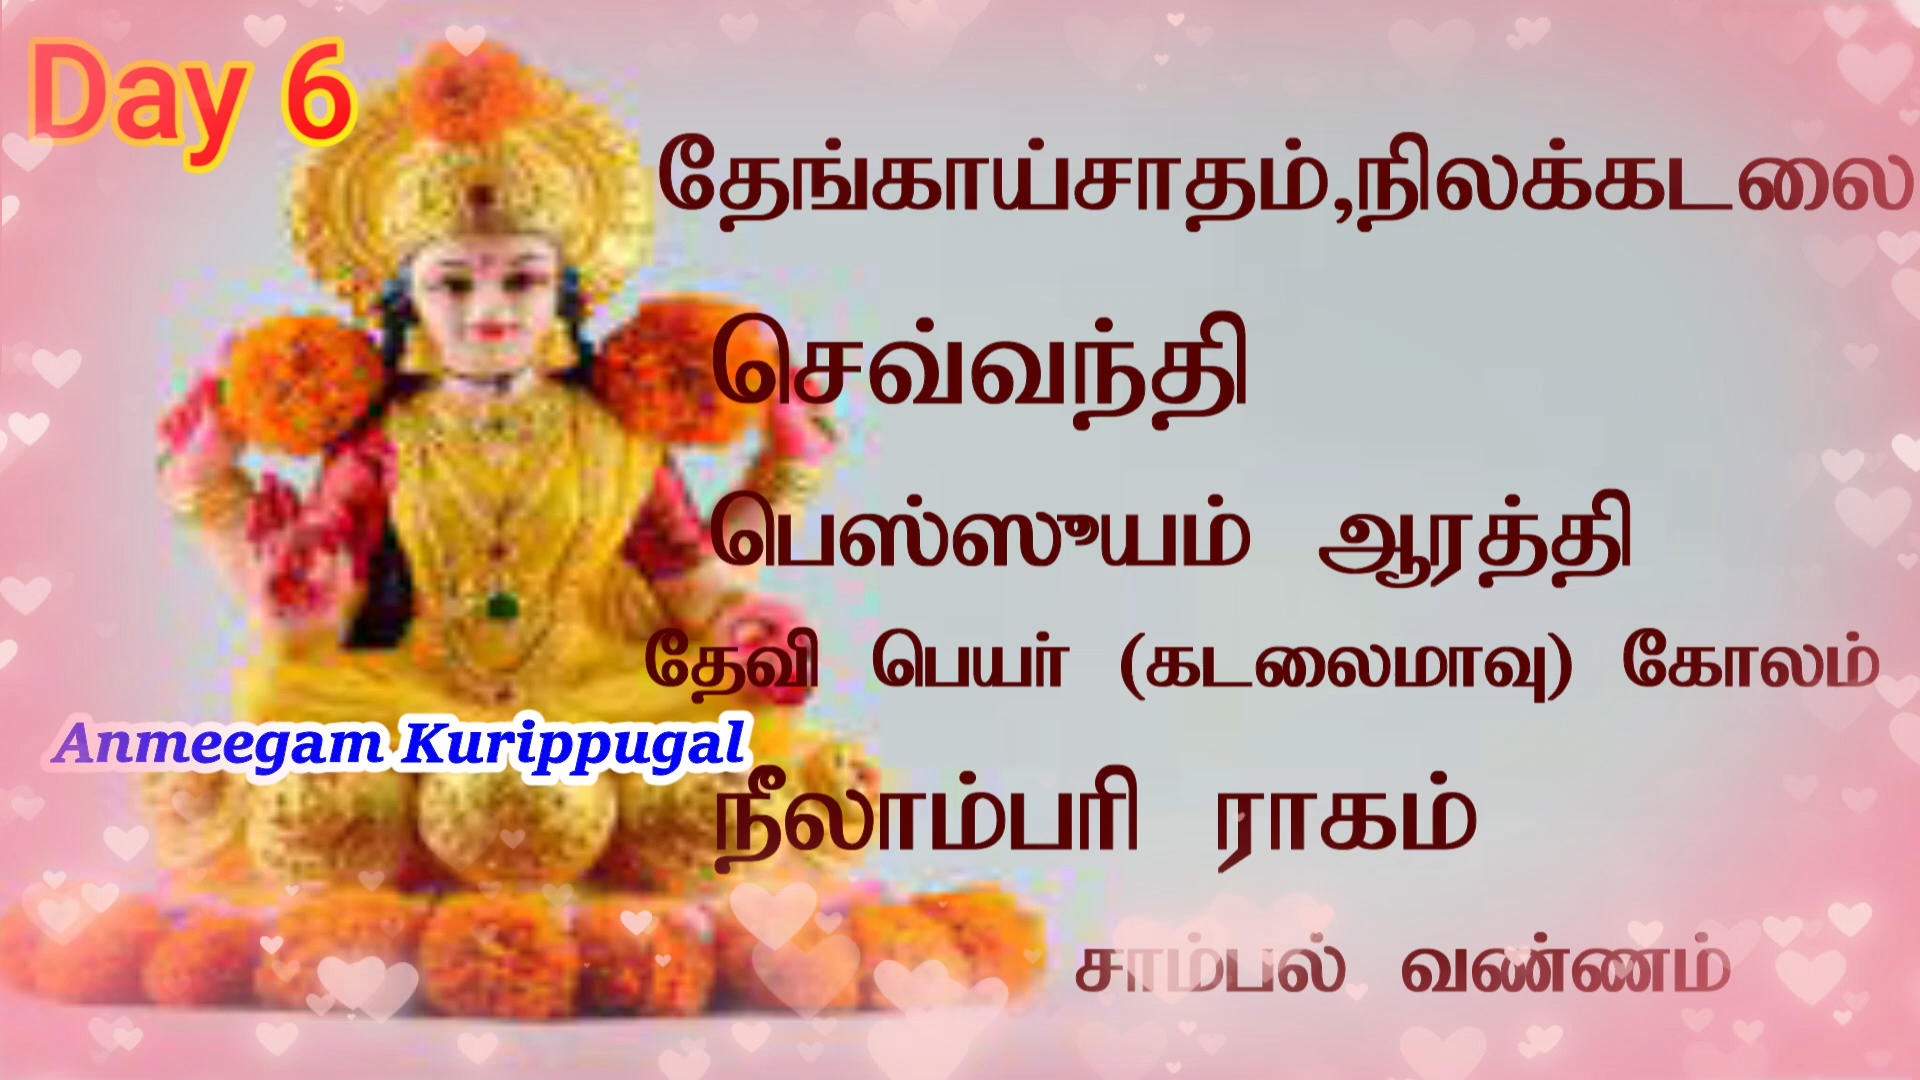 Day 6
தேங்காய்சாதம்,நிலக்கடலை
செவ்வந்தி
பெஸ்ஸூயம் ஆரத்தி
தேவி பெயர் (கடலைமாவு) கோலம்
Anmeegam Kurippugal
நீலாம்பரி ராகம்
சாம்பல் வண்ணம்